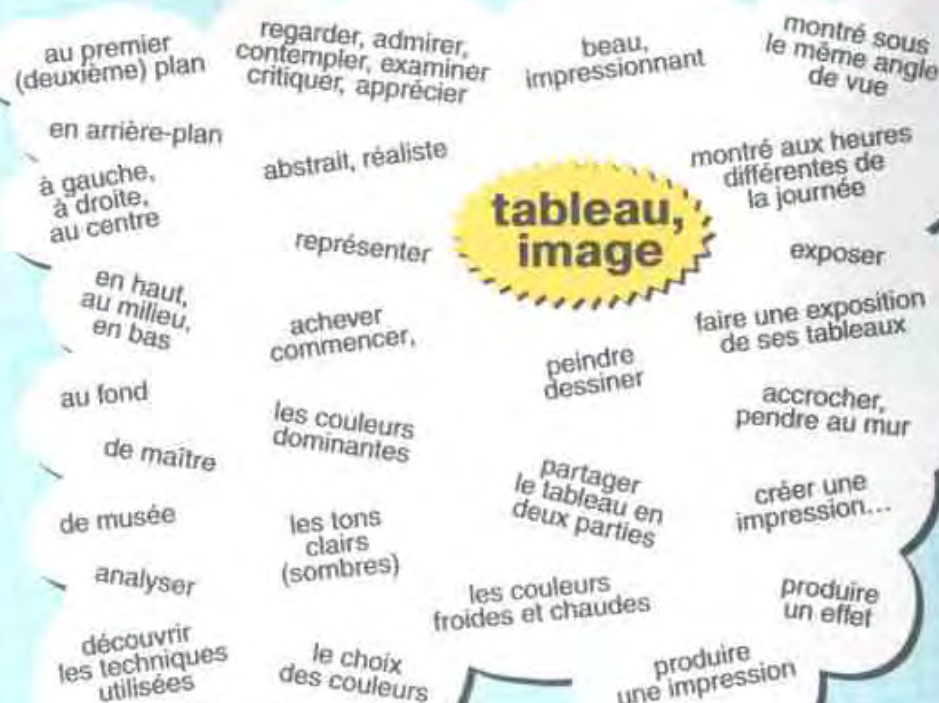 au premier
(deuxième) plan
en arrière-plan
à gauche,
à droite,
au centre
en haut,
au milieu,
en bas
au fond
de maître
de musée
analyser
découvrir
les techniques
utilisées
regarder, admirer,
contempler, examiner
critiquer, apprécier
abstrait, réaliste
représenter
achever
commencer,
les couleurs
dominantes
les tons
clairs
(sombres)
le choix
des couleurs
beau,
impressionnant
tableau,
image
peindre
dessiner
partager
le tableau en
deux parties
les couleurs
froides et chaudes
montré sous
le même angle
de vue
montré aux heures
différentes de
la journée
exposer
faire une exposition
de ses tableaux
accrocher,
pendre au mur
créer une
impression...
produire
un effet
produire
une impression